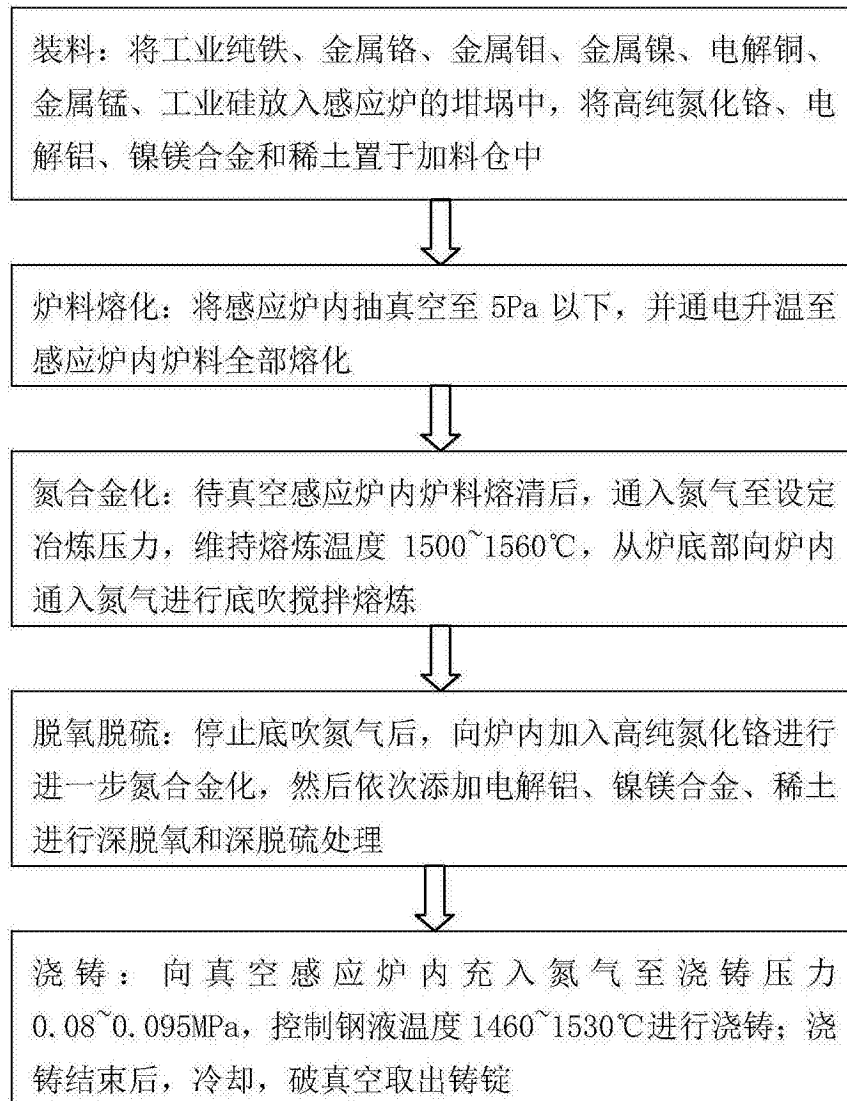 装料：将工业纯铁、金属铬、金属钼、金属镍、电解铜、
金属锰、工业硅放入感应炉的坩埚中，将高纯氮化铬、电
解铝、镍镁合金和稀土置于加料仓中
炉料熔化：将感应炉内抽真空至 5Pa 以下，并通电升温至
感应炉内炉料全部熔化
氮合金化：待真空感应炉内炉料熔清后，通入氮气至设定
冶炼压力，维持熔炼温度 1500~1560℃，从炉底部向炉内
通入氮气进行底吹搅拌熔炼
脱氧脱硫：停止底吹氮气后，向炉内加入高纯氮化铬进行
进一步氮合金化，然后依次添加电解铝、镍镁合金、稀土
进行深脱氧和深脱硫处理
浇铸：向真空感应炉内充入氮气至浇铸压力
0.08~0.095MPa，控制钢液温度 1460~1530℃进行浇铸；浇
铸结束后，冷却，破真空取出铸锭